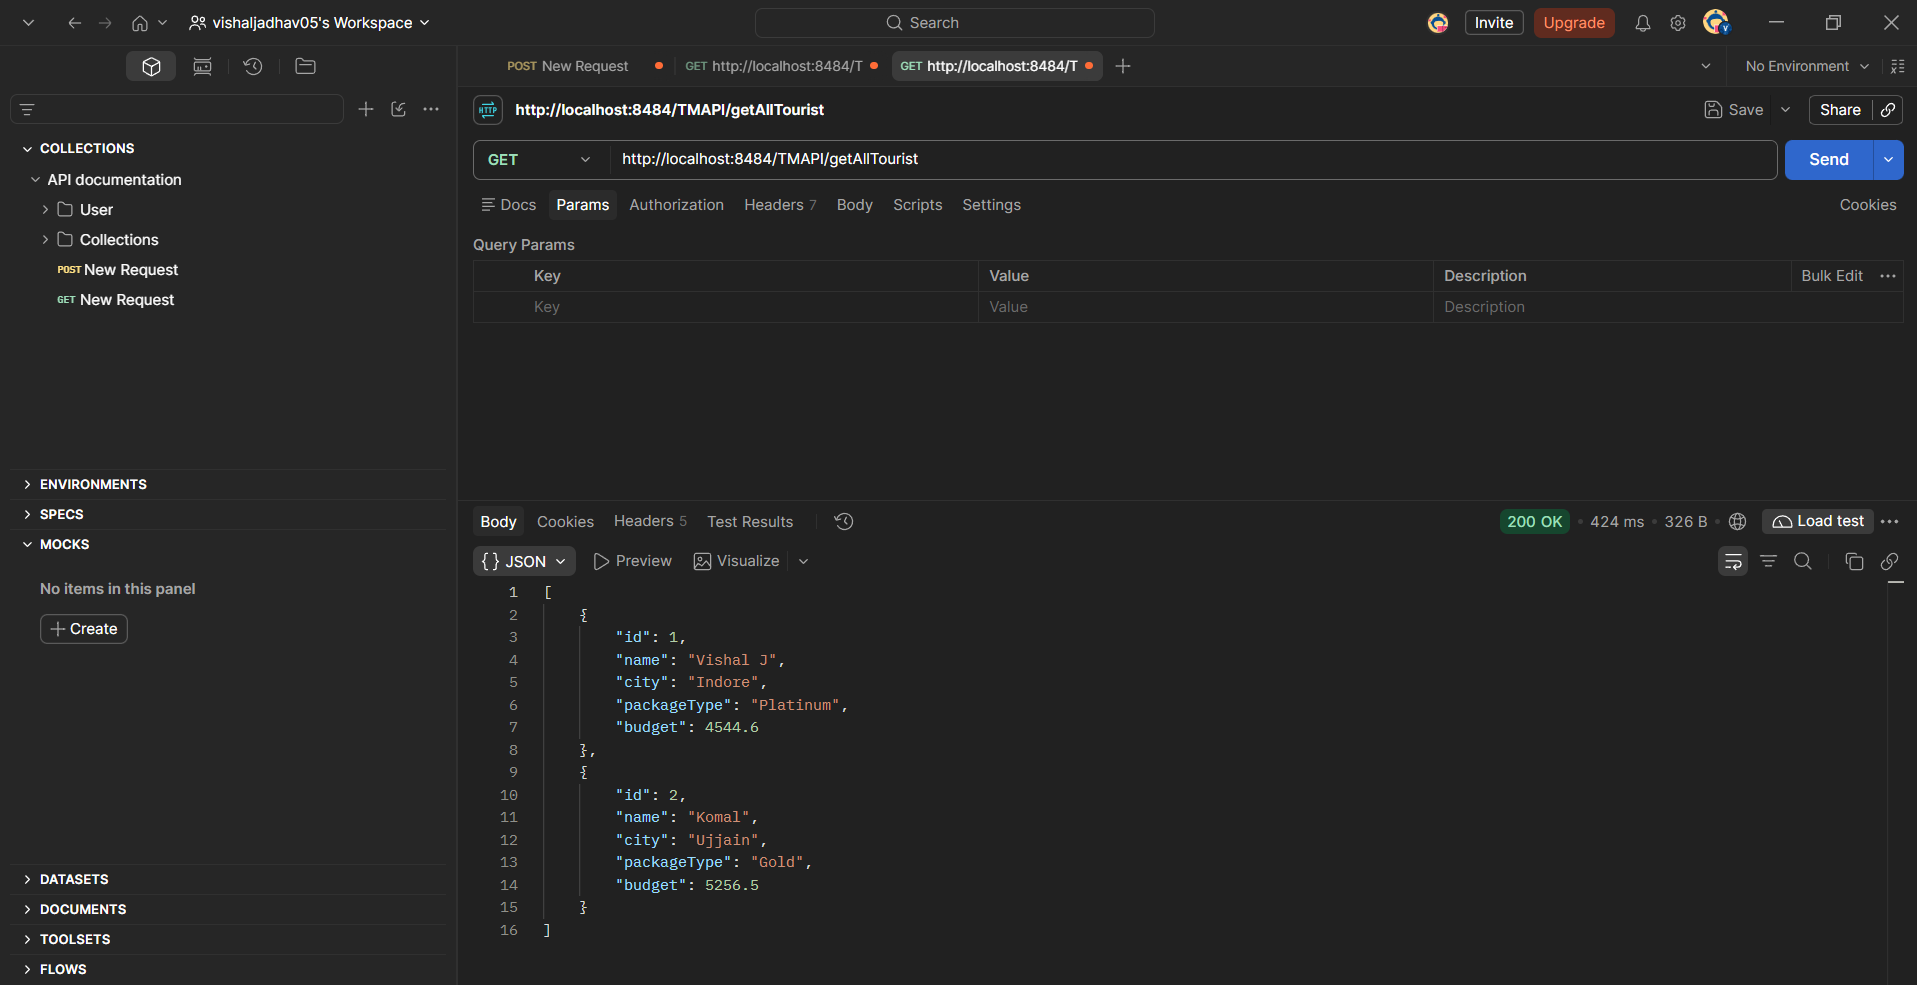 vishaljadhav05's Workspace
Search
Invite
Upgrade
POST New Request
GET http://localhost:8484/T
GET http://localhost:8484/T
No Environment
HTTP
http://localhost:8484/TMAPI/getAllTourist
Save
Share
COLLECTIONS
API documentation
User
Collections
POST New Request
GET New Request
GET
http://localhost:8484/TMAPI/getAllTourist
Send
Docs
Params
Authorization
Headers 7
Body
Scripts
Settings
Cookies
Query Params
Key
Value
Description
Bulk Edit
Key
Value
Description
ENVIRONMENTS
SPECS
MOCKS
No items in this panel
Create
DATASETS
DOCUMENTS
TOOLSETS
FLOWS
Body
Cookies
Headers 5
Test Results
200 OK
424 ms
326 B
Load test
{} JSON
Preview
Visualize
1 [
2 {
3 "id": 1,
4 "name": "Vishal J",
5 "city": "Indore",
6 "packageType": "Platinum",
7 "budget": 4544.6
8 },
9 {
10 "id": 2,
11 "name": "Komal",
12 "city": "Ujjain",
13 "packageType": "Gold",
14 "budget": 5256.5
15 }
16 ]